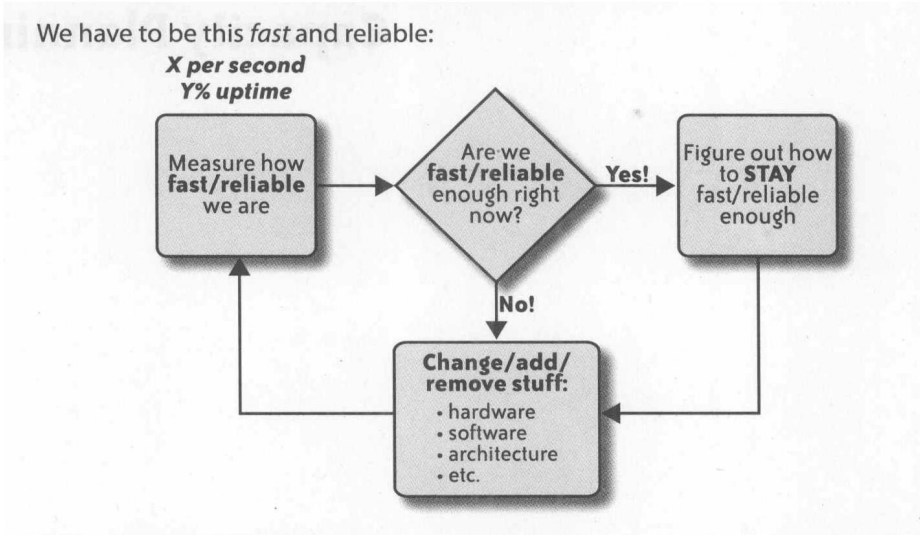 We have to be this fast and reliable:
X per second
Y% uptime
Measure how
fast/reliable
we are
Are we
fast/reliable
enough right
now?
Yes!
Figure out how
to STAY
fast/reliable
enough
No!
Change/add/
remove stuff:
• hardware
• software
• architecture
• etc.